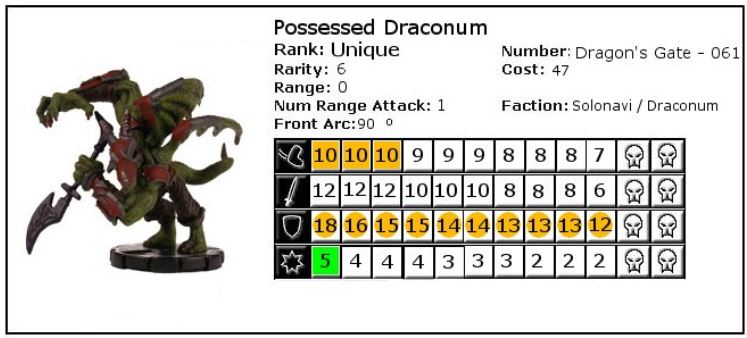 Possessed Draconum
Rank: Unique
Number: Dragon's Gate - 061
Rarity: 6
Cost: 47
Range: 0
Num Range Attack: 1
Faction: Solonavi / Draconum
Front Arc:90 º
10 10 10 9 9 9 8 8 8 7
12 12 12 10 10 10 8 8 8 6
18 16 15 15 14 14 13 13 13 12
5 4 4 4 3 3 3 2 2 2